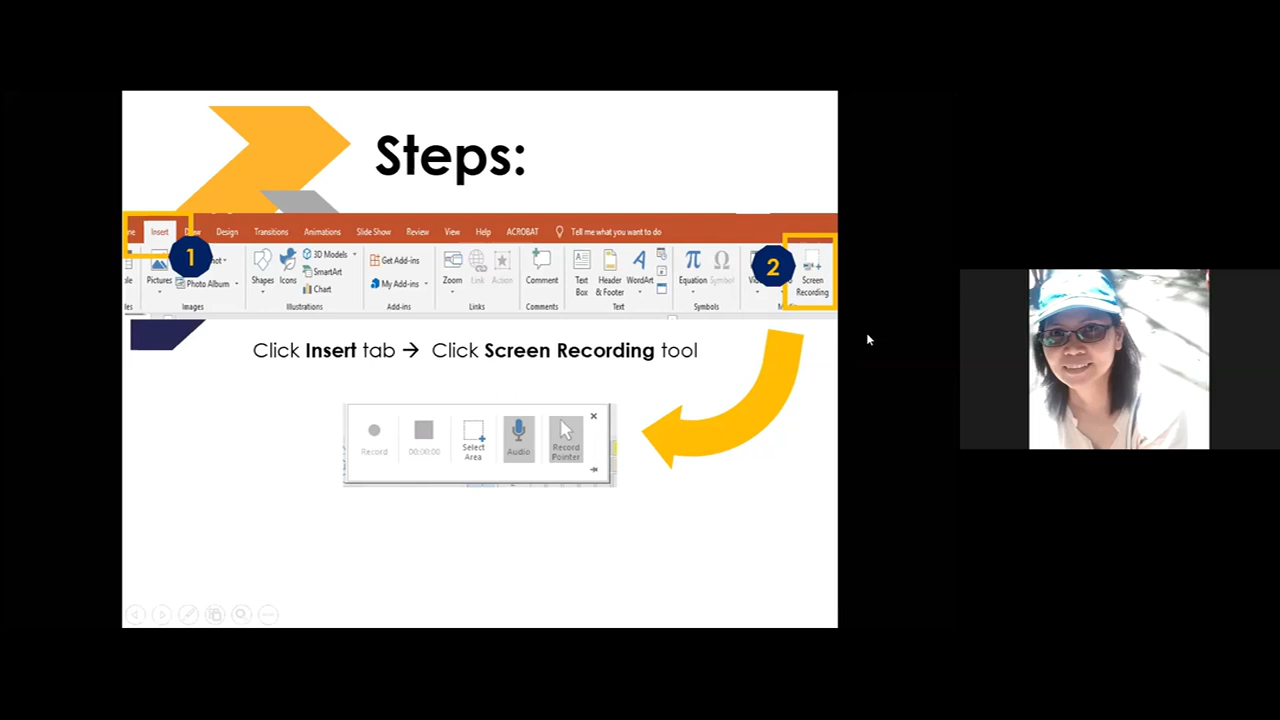 Steps:
Insert Design Transitions Animations Slide Show Review View Help ACROBAT Tell me what you want to do
1
2
Pictures
Photo Album
Images
Shapes
Icons
3D Models
SmartArt
Chart
Illustrations
Get Add-ins
My Add-ins
Add-ins
Zoom
Link
Action
Links
Comment
Comments
Text
Box
Header
& Footer
WordArt
Text
Equation
Symbol
Symbols
Screen
Recording
Click Insert tab → Click Screen Recording tool
Record
00:00:00
Select
Area
Audio
Record
Pointer